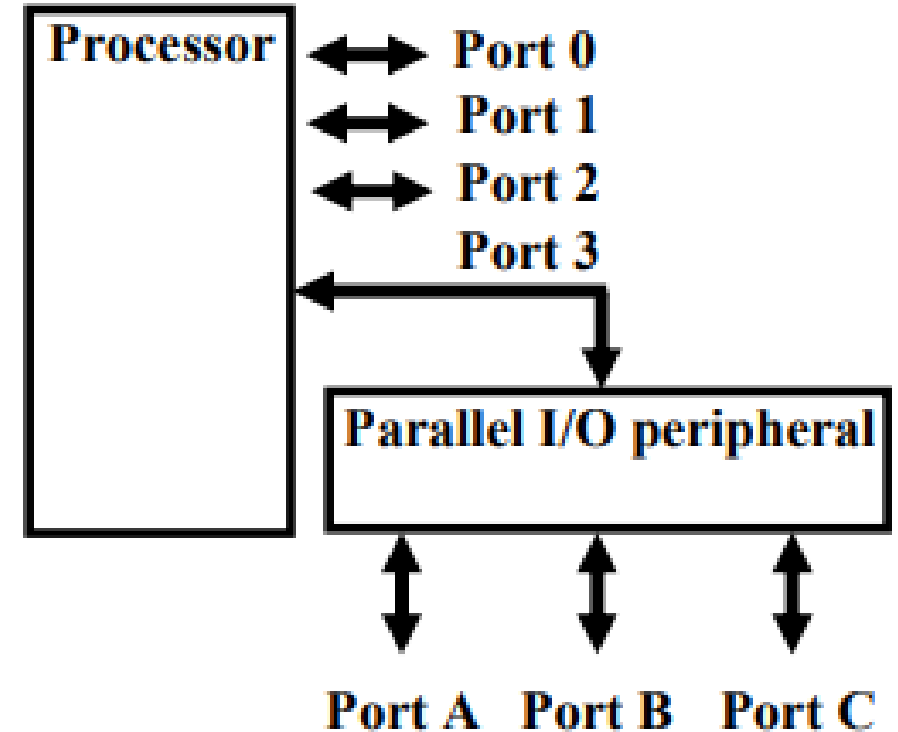 Processor
Port 0
Port 1
Port 2
Port 3
Parallel I/O peripheral
Port A Port B Port C